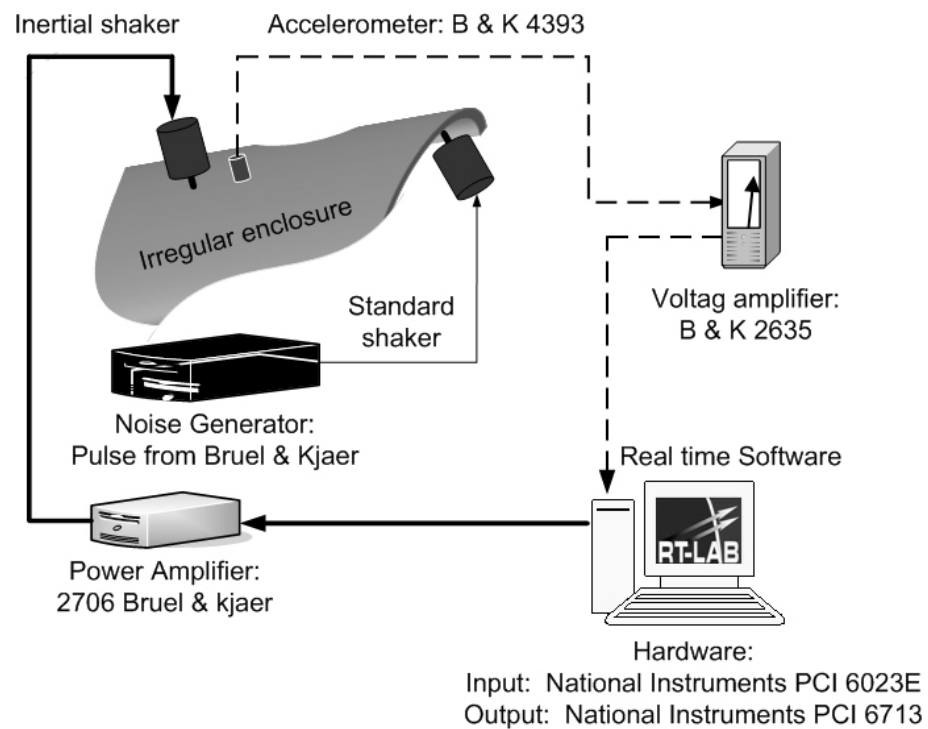 Inertial shaker
Accelerometer: B & K 4393
Irregular enclosure
Standard
shaker
Voltag amplifier:
B & K 2635
Noise Generator:
Pulse from Bruel & Kjaer
Real time Software
RT-LAB
Power Amplifier:
2706 Bruel & kjaer
Hardware:
Input: National Instruments PCI 6023E
Output: National Instruments PCI 6713